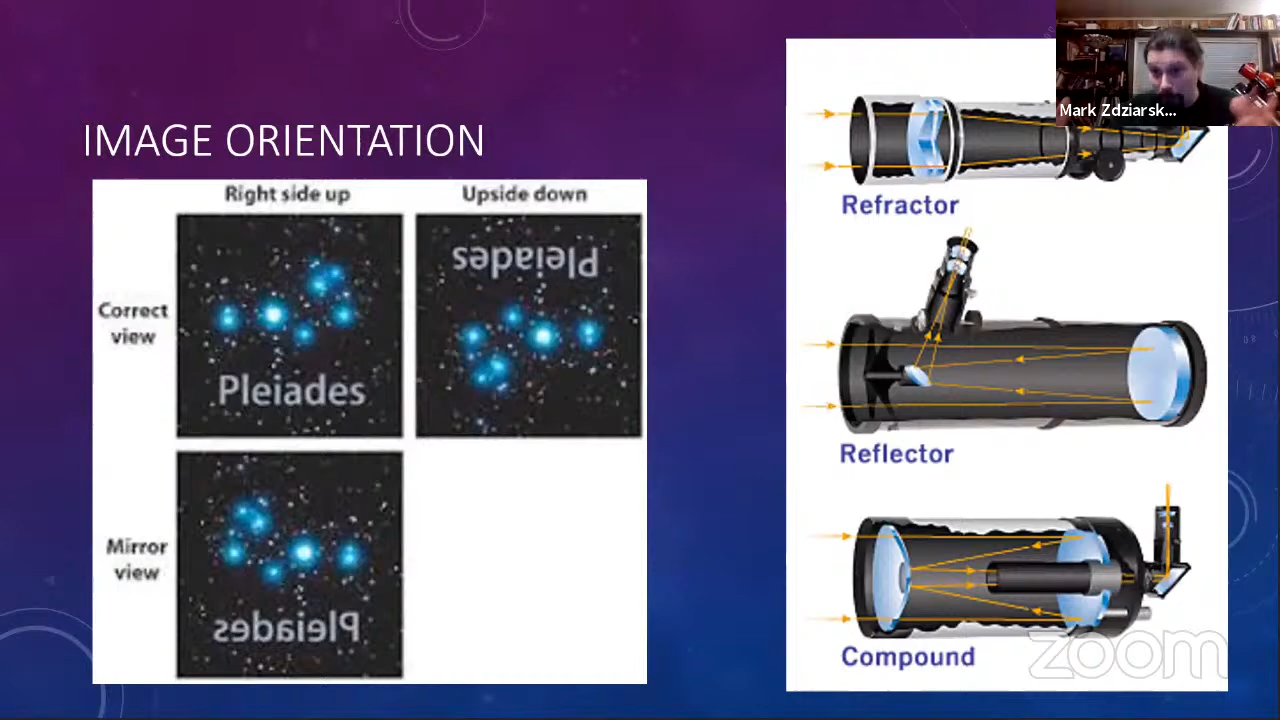 IMAGE ORIENTATION
Right side up
Upside down
Correct
view
Pleiades
Pleiades
Mirror
view
Pleiades
Refractor
Reflector
Compound
Mark Zdziarsk...
zoom